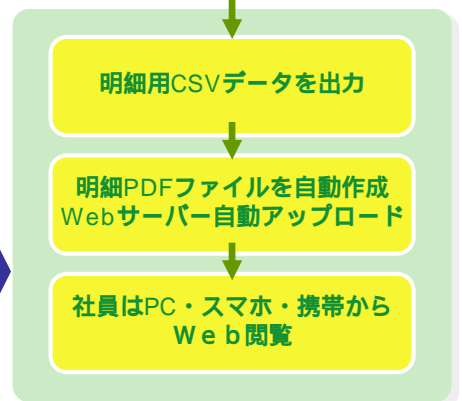 明細用CSVデータを出力
明細PDFファイルを自動作成
Webサーバー自動アップロード
社員はPC・スマホ・携帯から
Ｗｅｂ閲覧